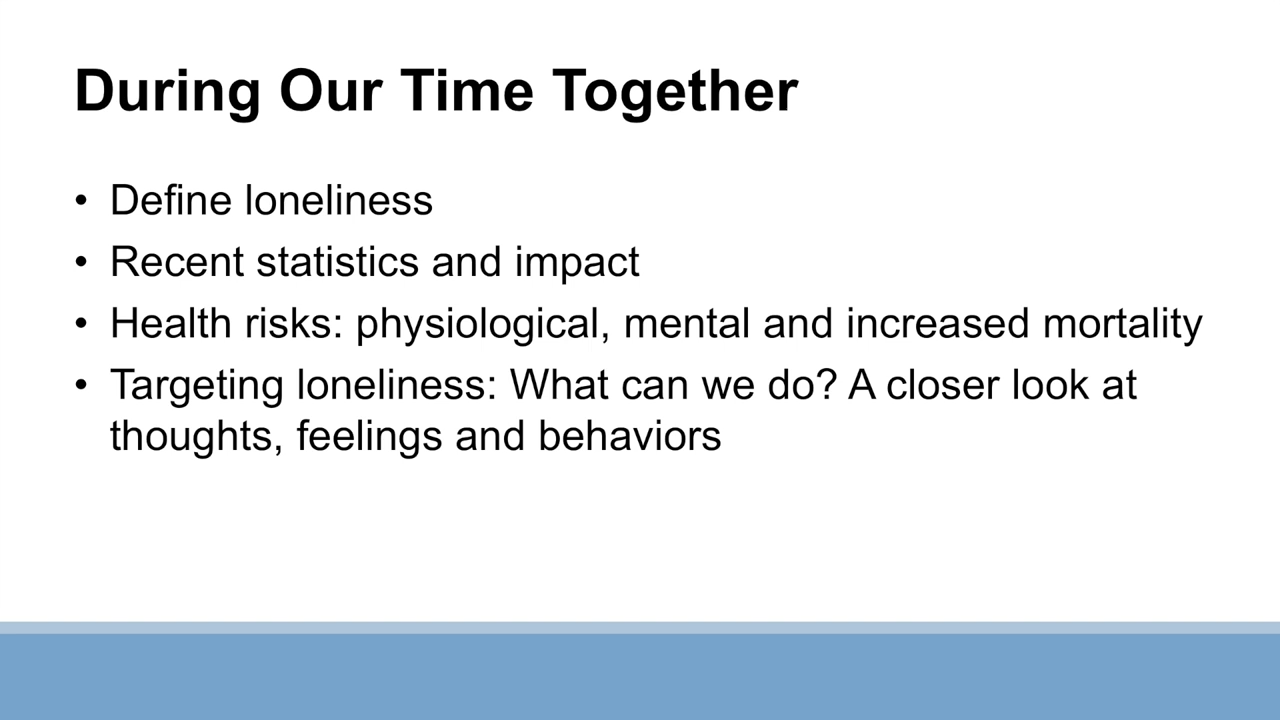 During Our Time Together
• Define loneliness
• Recent statistics and impact
• Health risks: physiological, mental and increased mortality
• Targeting loneliness: What can we do? A closer look at
thoughts, feelings and behaviors